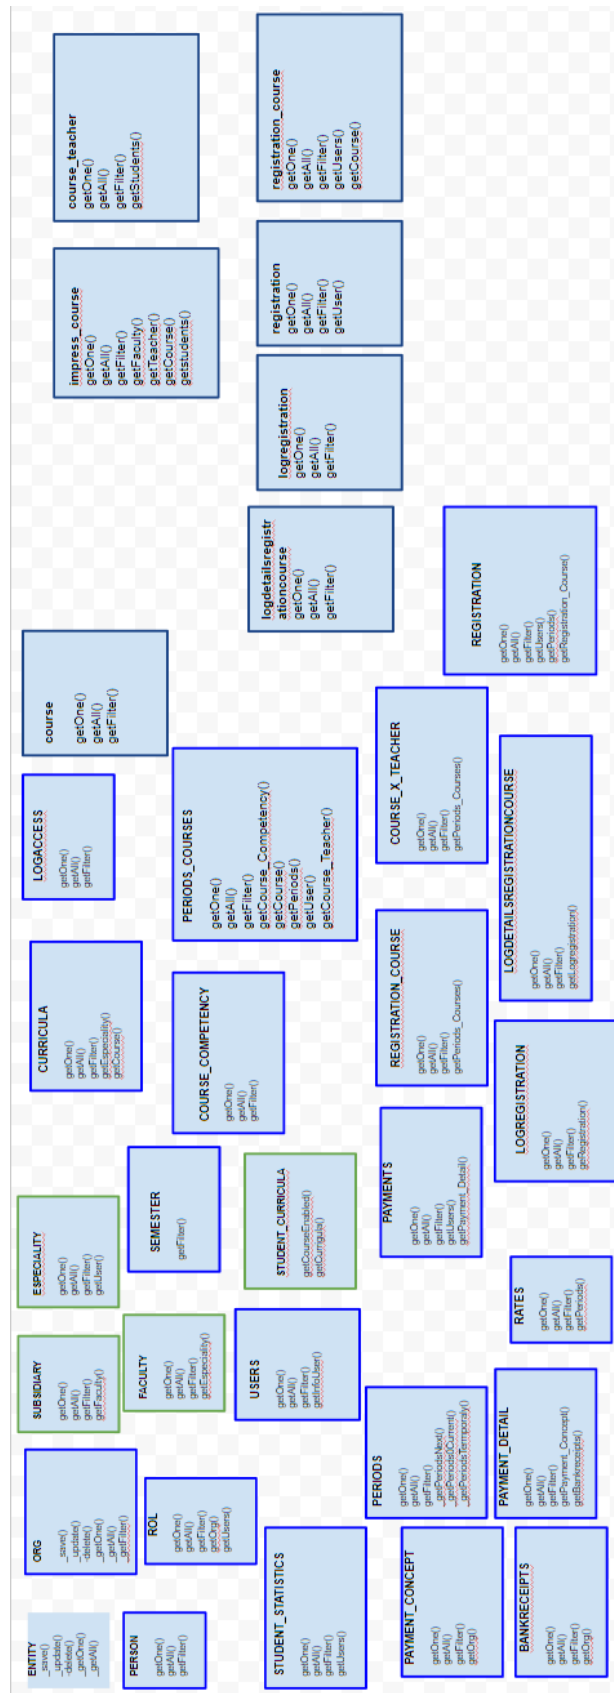 ENTITY
_save()
_update()
-delete()
_getOne()
_getAll()
ORG
_save()
_update()
-delete()
_getOne()
_getAll()
_getFilter()
SUBSIDIARY
getOne()
getAll()
getFilter()
getFaculty()
ESPECIALITY
getOne()
getAll()
getFilter()
getUser()
CURRICULA
getOne()
getAll()
getFilter()
getEspeciality()
getCourse()
LOGACCESS
getOne()
getAll()
getFilter()
course
getOne()
getAll()
getFilter()
impress_course
getOne()
getAll()
getFilter()
getFaculty()
getTeacher()
getCourse()
getstudents()
course_teacher
getOne()
getAll()
getFilter()
getStudents()
PERSON
getOne()
getAll()
getFilter()
ROL
getOne()
getAll()
getFilter()
getOrg()
getUsers()
FACULTY
getOne()
getAll()
getFilter()
getEspeciality()
SEMESTER
getFilter()
COURSE_COMPETENCY
getOne()
getAll()
getFilter()
PERIODS_COURSES
getOne()
getAll()
getFilter()
getCourse_Competency()
getCourse()
getPeriods()
getUser()
getCourse_Teacher()
logdetailsregistr
ationcourse
getOne()
getAll()
getFilter()
logregistration
getOne()
getAll()
getFilter()
registration
getOne()
getAll()
getFilter()
getUser()
registration_course
getOne()
getAll()
getFilter()
getUsers()
getCourse()
STUDENT_STATISTICS
getOne()
getAll()
getFilter()
getUsers()
USERS
getOne()
getAll()
getFilter()
getInfoUser()
STUDENT_CURRICULA
getCourseEnabled()
PERIODS
getOne()
getAll()
getFilter()
_getPeriodsNext()
_getPeriods0Current()
_getPeriodsTermporaly()
PAYMENTS
getOne()
getAll()
getFilter()
getUsers()
getPayment_Detail()
REGISTRATION_COURSE
getOne()
getAll()
getFilter()
getPeriods_Courses()
COURSE_X_TEACHER
getOne()
getAll()
getFilter()
getPeriods_Courses()
REGISTRATION
getOne()
getAll()
getFilter()
getUsers()
getPeriods()
getRegistration_Course()
PAYMENT_CONCEPT
getOne()
getAll()
getFilter()
getOrg()
PAYMENT_DETAIL
getOne()
getAll()
getFilter()
getPayment_Concept()
getBankreceipts()
RATES
getOne()
getAll()
getFilter()
getPeriods()
LOGREGISTRATION
getOne()
getAll()
getFilter()
geRegistration()
LOGDETAILSREGISTRATIONCOURSE
getOne()
getAll()
getFilter()
getLogregistration()
BANKRECEIPTS
getOne()
getAll()
getFilter()
getOrg()